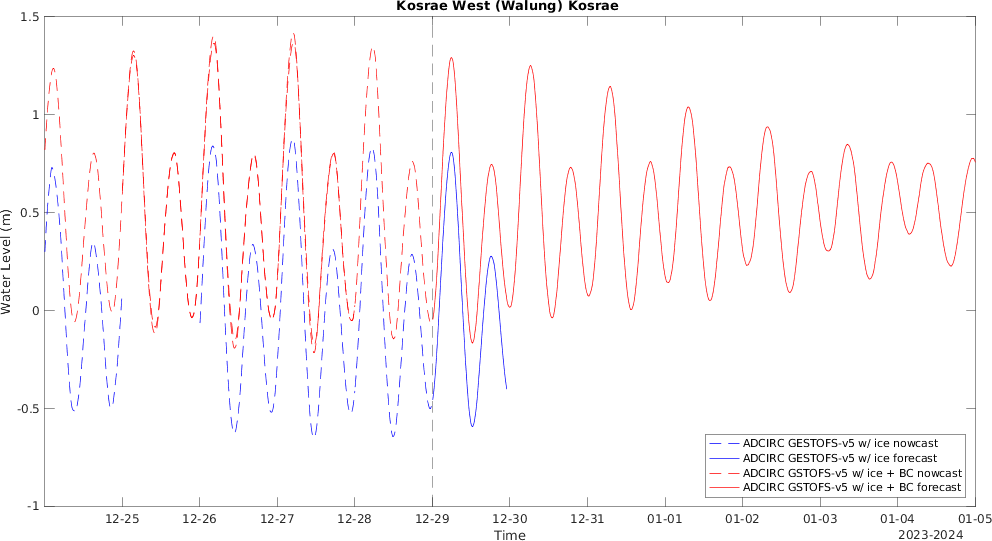 Kosrae West (Walung) Kosrae
1.5
1
0.5
0
-0.5
-1
Water Level (m)
ADCIRC GESTOFS-v5 w/ ice nowcast
ADCIRC GESTOFS-v5 w/ ice forecast
ADCIRC GSTOFS-v5 w/ ice + BC nowcast
ADCIRC GSTOFS-v5 w/ ice + BC forecast
12-25 12-26 12-27 12-28 12-29 12-30 12-31 01-01 01-02 01-03 01-04 01-05
Time
2023-2024